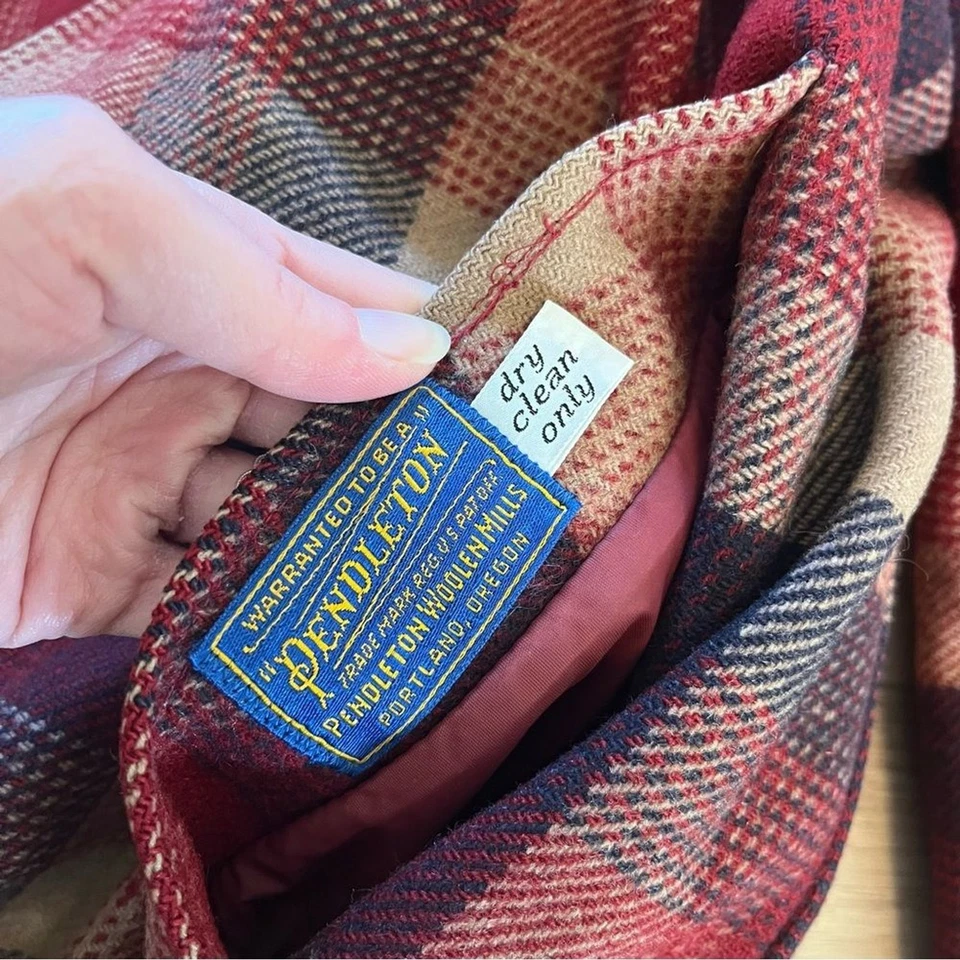 WARRANTED TO BE A "
"PENDLETON
TRADE MARK REG. U.S. PAT. OFF.
PENDLETON WOOLEN MILLS
PORTLAND, OREGON
dry
clean
only